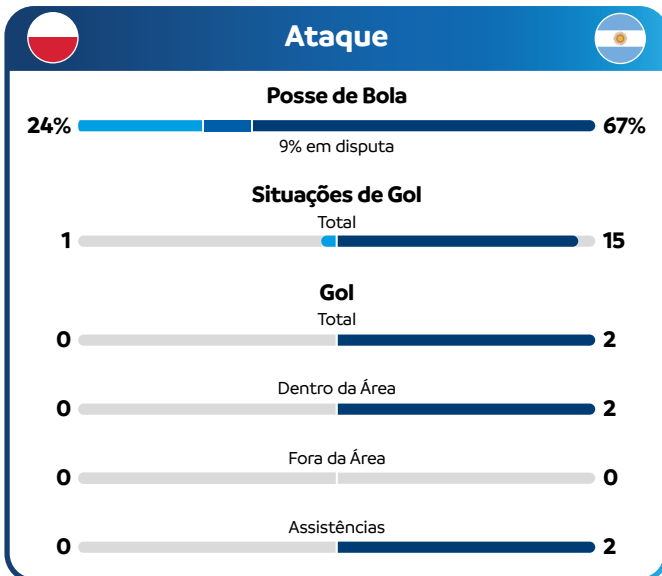 Ataque
Posse de Bola
24% 67%
9% em disputa
Situações de Gol
Total
1 15
Gol
Total
0 2
Dentro da Área
0 2
Fora da Área
0 0
Assistências
0 2